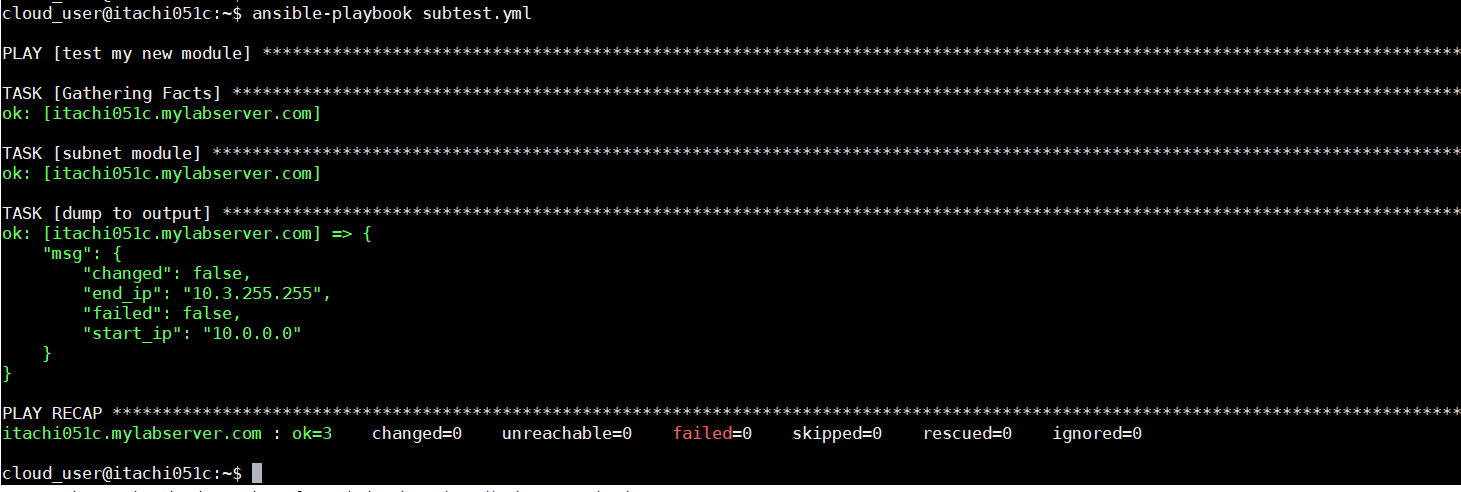 cloud_user@itachi051c:~$ ansible-playbook subtest.yml
PLAY [test my new module] ************************************************************************************************************************
TASK [Gathering Facts] ***************************************************************************************************************************
ok: [itachi051c.mylabserver.com]
TASK [subnet module] *****************************************************************************************************************************
ok: [itachi051c.mylabserver.com]
TASK [dump to output] ****************************************************************************************************************************
ok: [itachi051c.mylabserver.com] => {
    "msg": {
        "changed": false,
        "end_ip": "10.3.255.255",
        "failed": false,
        "start_ip": "10.0.0.0"
    }
}
PLAY RECAP ***************************************************************************************************************************************
itachi051c.mylabserver.com : ok=3    changed=0    unreachable=0    failed=0    skipped=0    rescued=0    ignored=0
cloud_user@itachi051c:~$